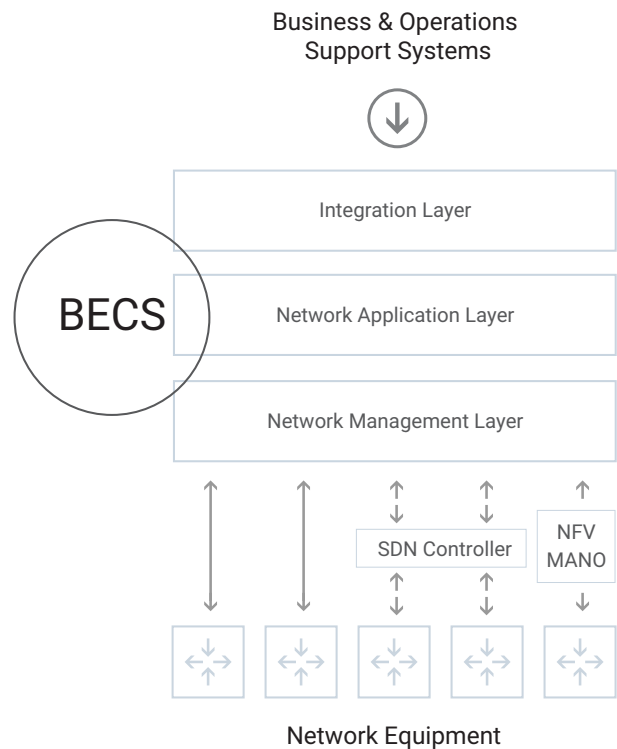 Business & Operations
Support Systems
Integration Layer
BECS
Network Application Layer
Network Management Layer
SDN Controller
NFV
MANO
Network Equipment